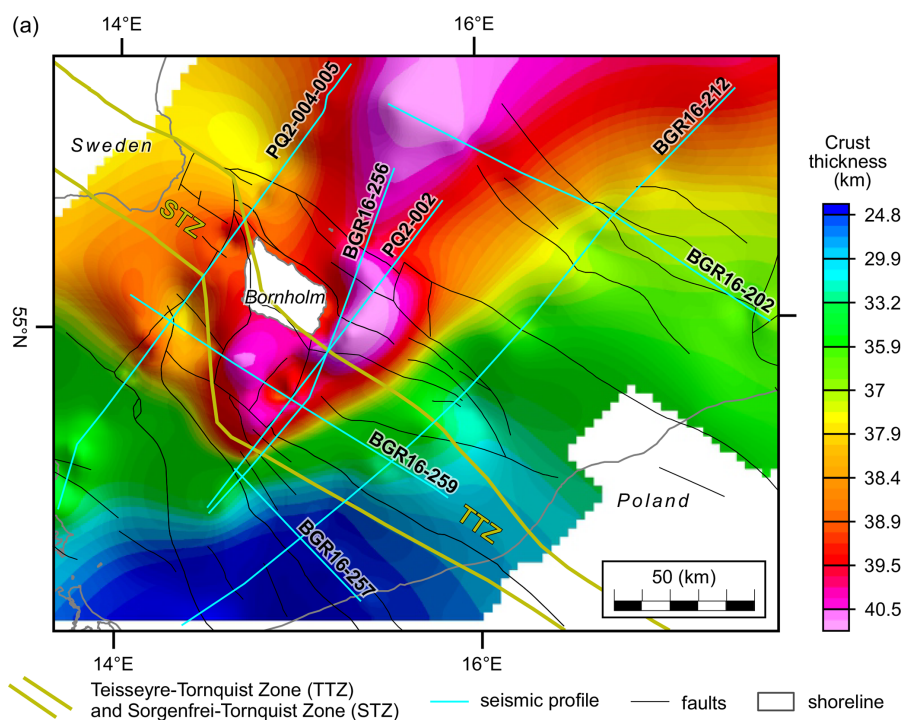 (a)
14°E
16°E
Sweden
PQ2-004-005
BGR16-212
STZ
BGR16-256
PQ2-002
BGR16-202
Bornholm
55°N
BGR16-259
Poland
TTZ
BGR16-257
50 (km)
14°E
16°E
Crust
thickness
(km)
24.8
29.9
33.2
35.9
37
37.9
38.4
38.9
39.5
40.5
Teisseyre-Tornquist Zone (TTZ)
and Sorgenfrei-Tornquist Zone (STZ)
seismic profile
faults
shoreline